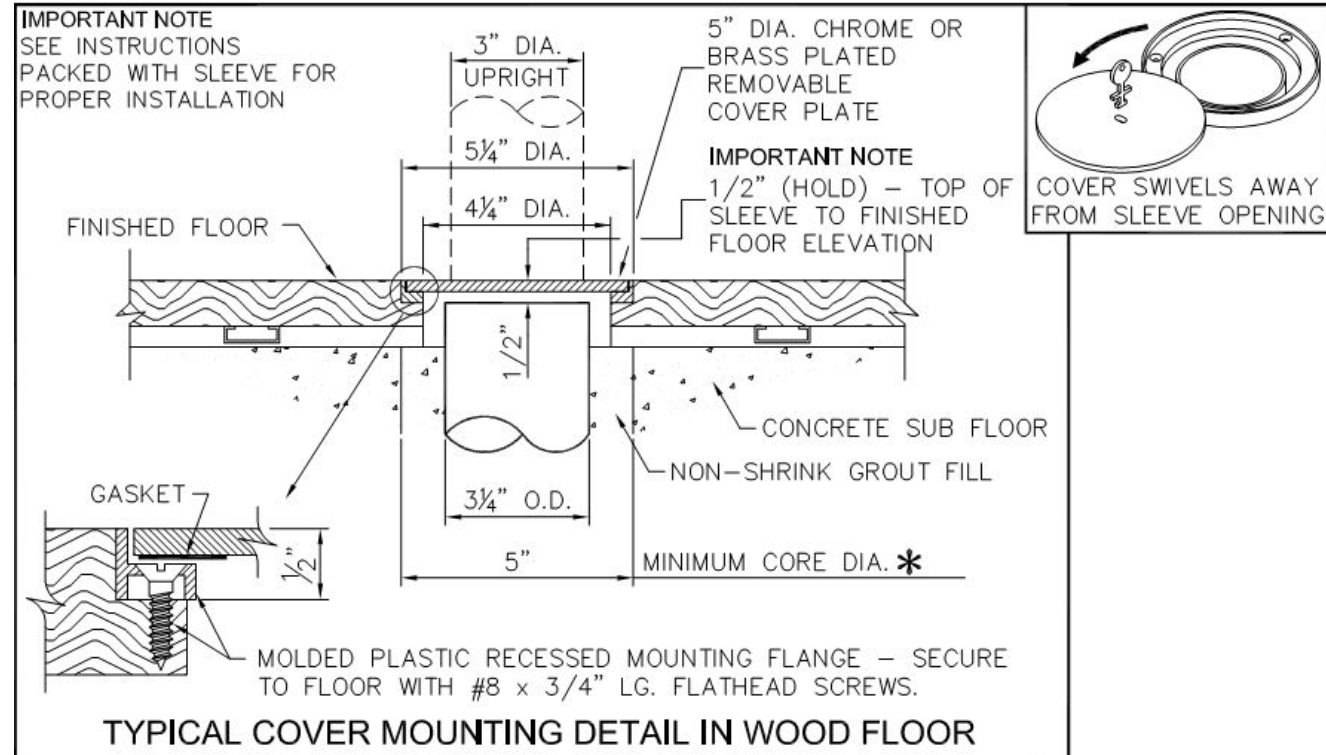 IMPORTANT NOTE
SEE INSTRUCTIONS
PACKED WITH SLEEVE FOR
PROPER INSTALLATION
3" DIA.
UPRIGHT
5¼" DIA.
4¼" DIA.
5" DIA. CHROME OR
BRASS PLATED
REMOVABLE
COVER PLATE
IMPORTANT NOTE
1/2" (HOLD) – TOP OF
SLEEVE TO FINISHED
FLOOR ELEVATION
COVER SWIVELS AWAY
FROM SLEEVE OPENING
FINISHED FLOOR
1/2"
CONCRETE SUB FLOOR
NON–SHRINK GROUT FILL
3¼" O.D.
5"
MINIMUM CORE DIA. *
GASKET
1/2"
MOLDED PLASTIC RECESSED MOUNTING FLANGE – SECURE
TO FLOOR WITH #8 x 3/4" LG. FLATHEAD SCREWS.
TYPICAL COVER MOUNTING DETAIL IN WOOD FLOOR